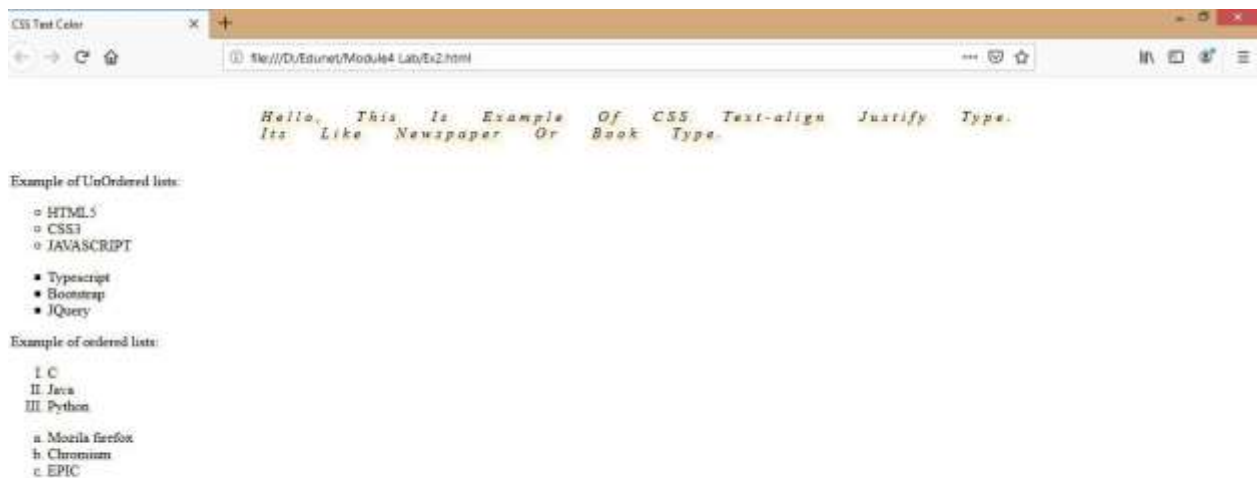 CSS Text Color
file:///D:/Edunet/Module4 Lab/Ex2.html
Hello, This Is Example Of CSS Text-align Justify Type.
Its Like Newspaper Or Book Type.
Example of UnOrdered lists:
HTML5
CSS3
JAVASCRIPT
Typescript
Bootstrap
JQuery
Example of ordered lists:
I. C
II. Java
III. Python
a. Mozila firefox
b. Chromium
c. EPIC